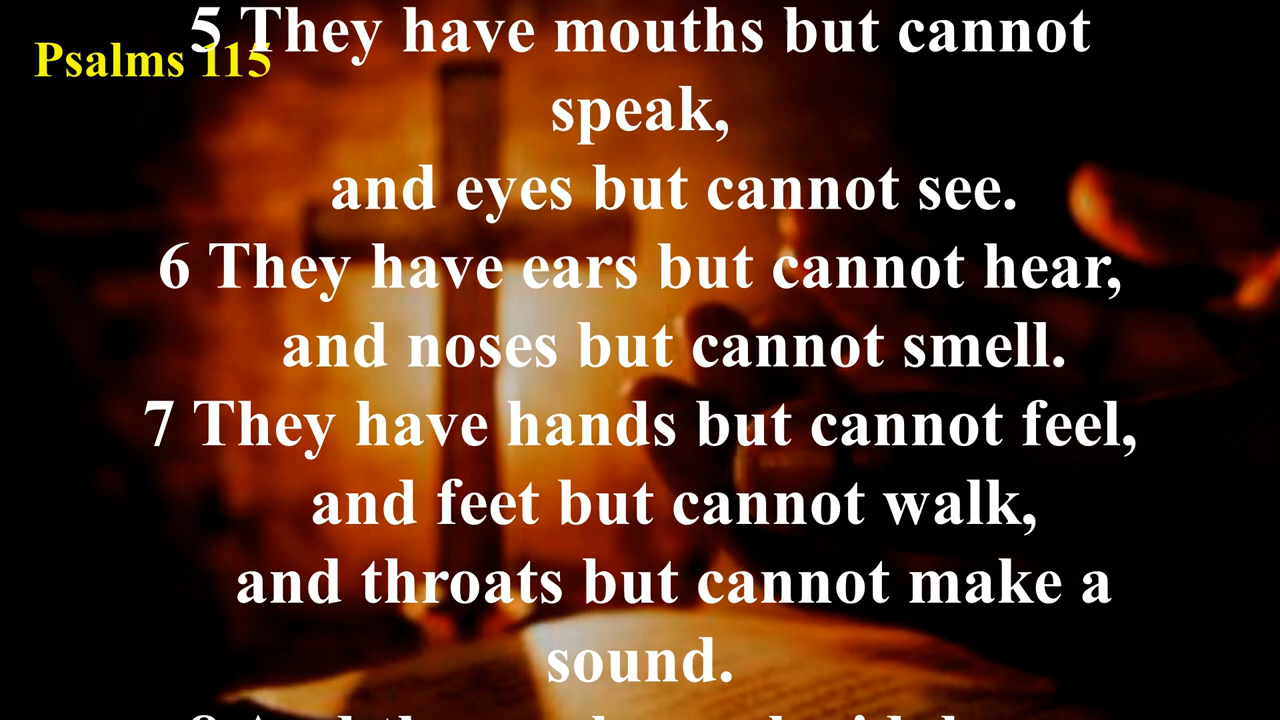 Psalms 115
5 They have mouths but cannot
speak,
and eyes but cannot see.
6 They have ears but cannot hear,
and noses but cannot smell.
7 They have hands but cannot feel,
and feet but cannot walk,
and throats but cannot make a
sound.